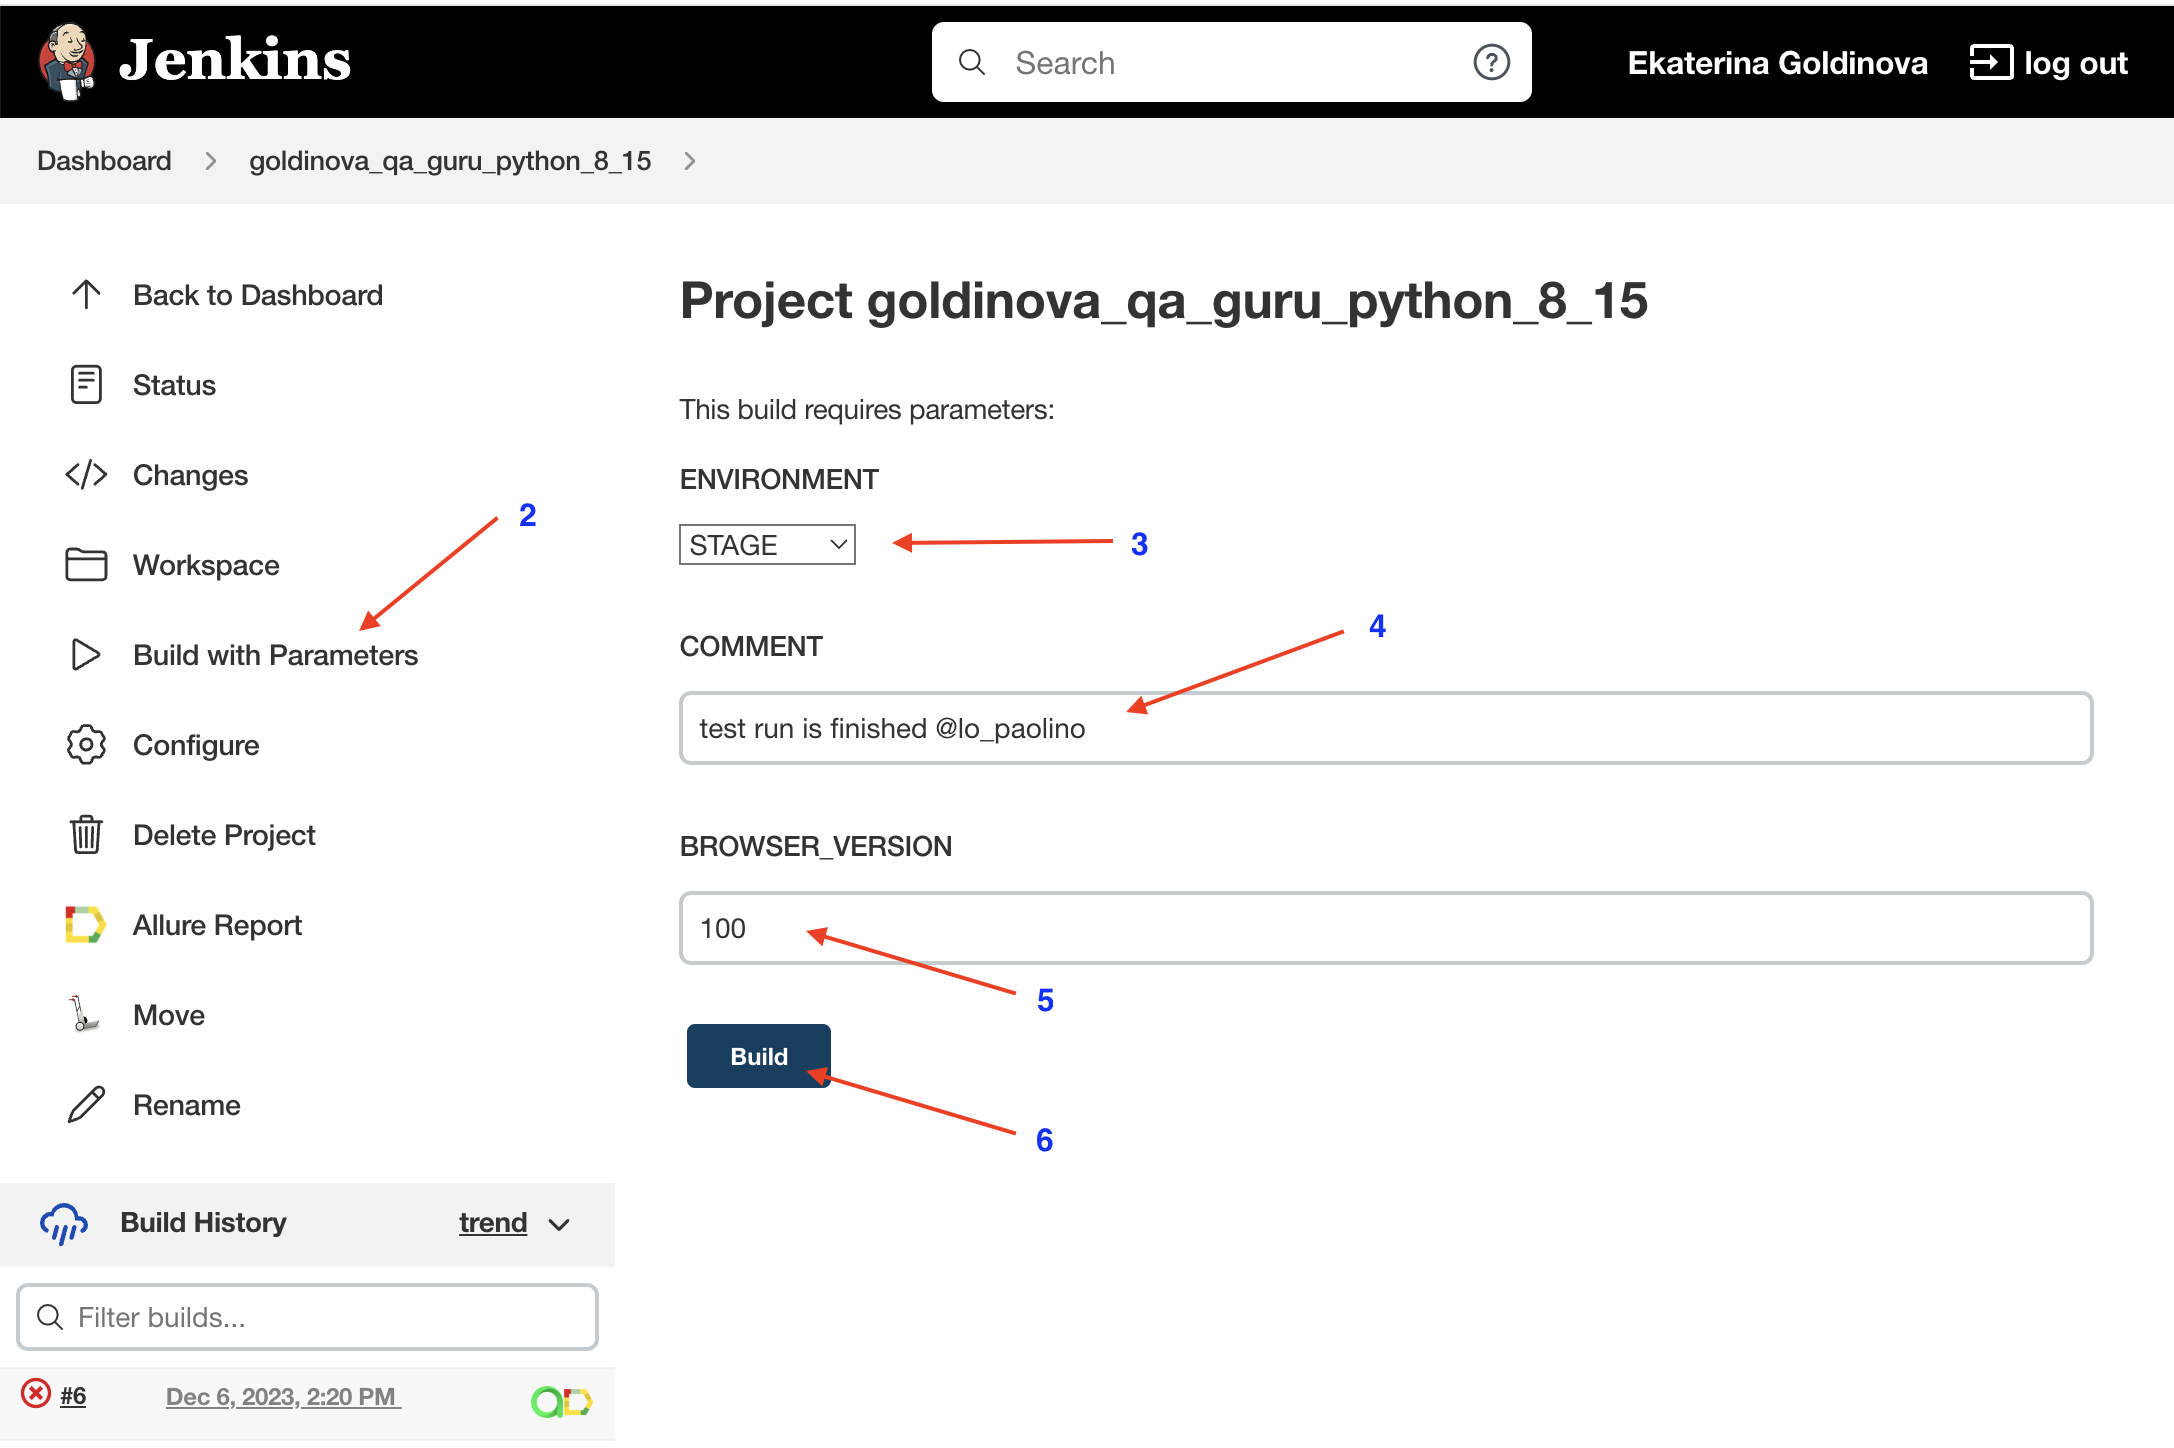 Jenkins
Search
?
Ekaterina Goldinova
log out
Dashboard
goldinova_qa_guru_python_8_15
Back to Dashboard
Status
Changes
Workspace
2
Build with Parameters
Configure
Delete Project
Allure Report
Move
Rename
Build History
trend
Filter builds...
#6
Dec 6, 2023, 2:20 PM
Project goldinova_qa_guru_python_8_15
This build requires parameters:
ENVIRONMENT
STAGE
3
COMMENT
4
test run is finished @lo_paolino
BROWSER_VERSION
100
5
Build
6